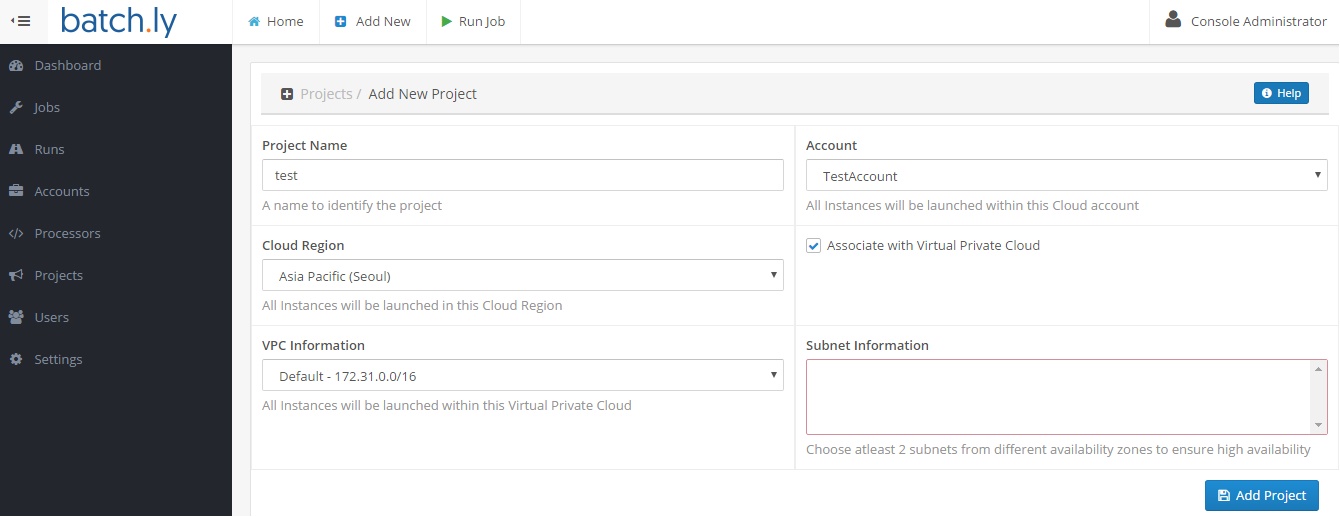 batch.ly
Home
Add New
Run Job
Console Administrator
Dashboard
Jobs
Runs
Accounts
Processors
Projects
Users
Settings
Projects / Add New Project
Help
Project Name
test
A name to identify the project
Account
TestAccount
All Instances will be launched within this Cloud account
Cloud Region
Asia Pacific (Seoul)
All Instances will be launched in this Cloud Region
Associate with Virtual Private Cloud
VPC Information
Default - 172.31.0.0/16
All Instances will be launched within this Virtual Private Cloud
Subnet Information
Choose atleast 2 subnets from different availability zones to ensure high availability
Add Project